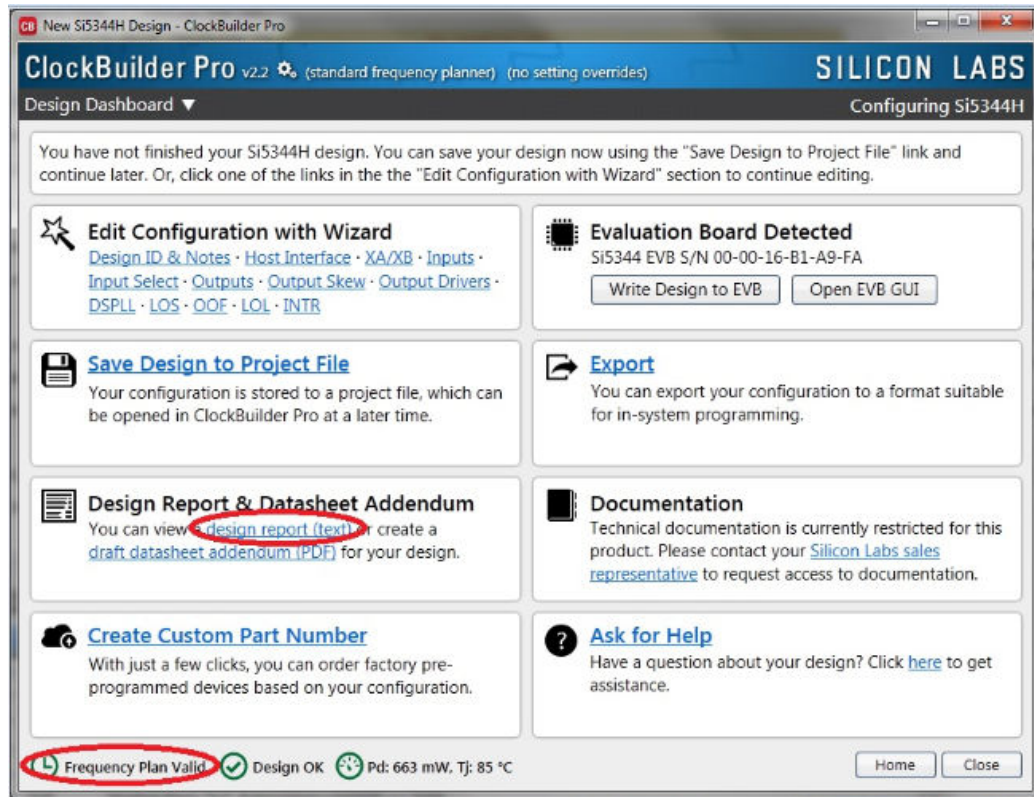 CB New Si5344H Design - ClockBuilder Pro
ClockBuilder Pro v2.2 (standard frequency planner) (no setting overrides) SILICON LABS
Design Dashboard ▼ Configuring Si5344H
You have not finished your Si5344H design. You can save your design now using the "Save Design to Project File" link and
continue later. Or, click one of the links in the the "Edit Configuration with Wizard" section to continue editing.
Edit Configuration with Wizard
Design ID & Notes · Host Interface · XA/XB · Inputs ·
Input Select · Outputs · Output Skew · Output Drivers ·
DSPLL · LOS · OOF · LOL · INTR
Evaluation Board Detected
Si5344 EVB S/N 00-00-16-B1-A9-FA
Write Design to EVB Open EVB GUI
Save Design to Project File
Your configuration is stored to a project file, which can
be opened in ClockBuilder Pro at a later time.
Export
You can export your configuration to a format suitable
for in-system programming.
Design Report & Datasheet Addendum
You can view a design report (text) or create a
draft datasheet addendum (PDF) for your design.
Documentation
Technical documentation is currently restricted for this
product. Please contact your Silicon Labs sales
representative to request access to documentation.
Create Custom Part Number
With just a few clicks, you can order factory pre-
programmed devices based on your configuration.
? Ask for Help
Have a question about your design? Click here to get
assistance.
Frequency Plan Valid Design OK Pd: 663 mW, Tj: 85 °C Home Close